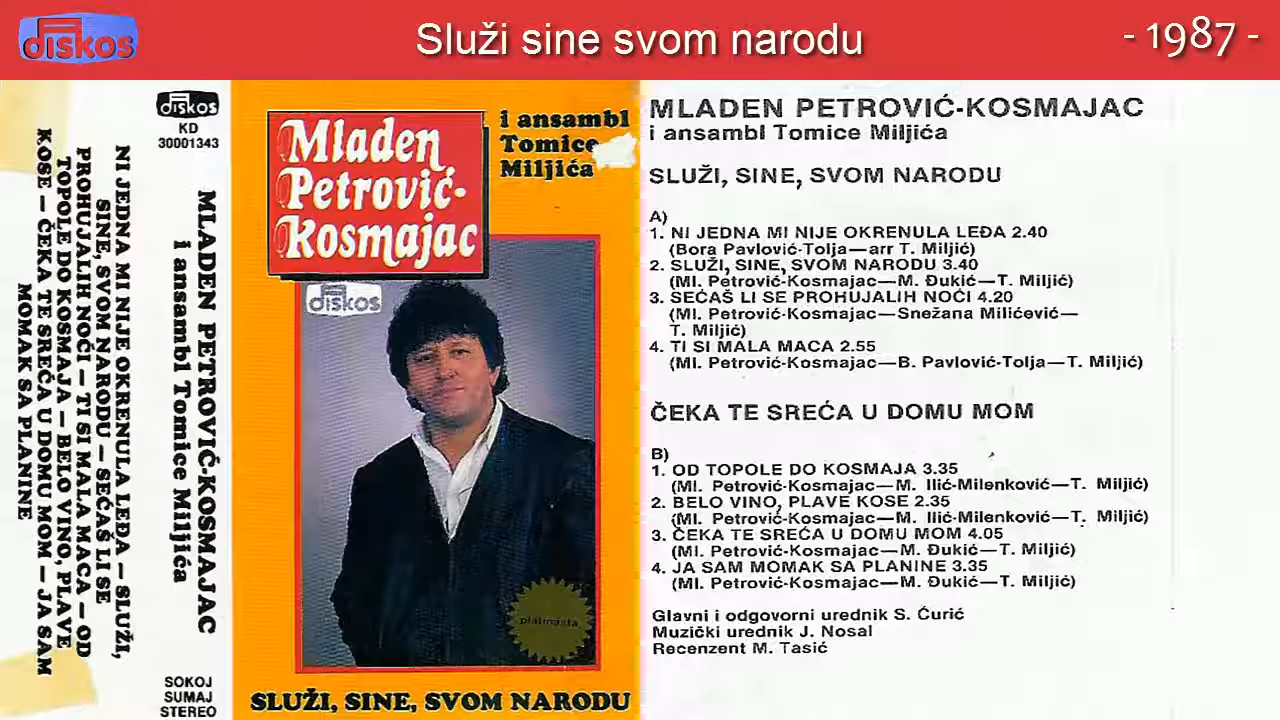 diskos
Služi sine svom narodu
- 1987 -
diskos
KD
30001343
MLADEN PETROVIĆ-KOSMAJAC
i ansambl Tomice Miljića
NI JEDNA MI NIJE OKRENULA LEĐA — SLUŽI,
SINE, SVOM NARODU — SEĆAŠ LI SE
PROHUJALIH NOĆI — TI SI MALA MACA — OD
TOPOLE DO KOSMAJA — BELO VINO, PLAVE
KOSE — ČEKA TE SREĆA U DOMU MOM — JA SAM
MOMAK SA PLANINE
SOKOJ
SUMAJ
STEREO
Mladen
Petrović-
kosmajac
i ansambl
Tomice
Miljića
diskos
SLUŽI, SINE, SVOM NARODU
MLADEN PETROVIĆ-KOSMAJAC
i ansambl Tomice Miljića
SLUŽI, SINE, SVOM NARODU
A)
1. NI JEDNA MI NIJE OKRENULA LEĐA 2.40
(Bora Pavlović-Tolja—arr T. Miljić)
2. SLUŽI, SINE, SVOM NARODU 3.40
(Ml. Petrović-Kosmajac—M. Đukić—T. Miljić)
3. SEĆAŠ LI SE PROHUJALIH NOĆI 4.20
(Ml. Petrović-Kosmajac—Snežana Milićević—
T. Miljić)
4. TI SI MALA MACA 2.55
(Ml. Petrović-Kosmajac—B. Pavlović-Tolja—T. Miljić)
ČEKA TE SREĆA U DOMU MOM
B)
1. OD TOPOLE DO KOSMAJA 3.35
(Ml. Petrović-Kosmajac—M. Ilić-Milenković—T. Miljić)
2. BELO VINO, PLAVE KOSE 2.35
(Ml. Petrović-Kosmajac—M. Ilić-Milenković—T. Miljić)
3. ČEKA TE SREĆA U DOMU MOM 4.05
(Ml. Petrović-Kosmajac—M. Đukić—T. Miljić)
4. JA SAM MOMAK SA PLANINE 3.35
(Ml. Petrović-Kosmajac—M. Đukić—T. Miljić)
Glavni i odgovorni urednik S. Ćurić
Muzički urednik J. Nosal
Recenzent M. Tasić